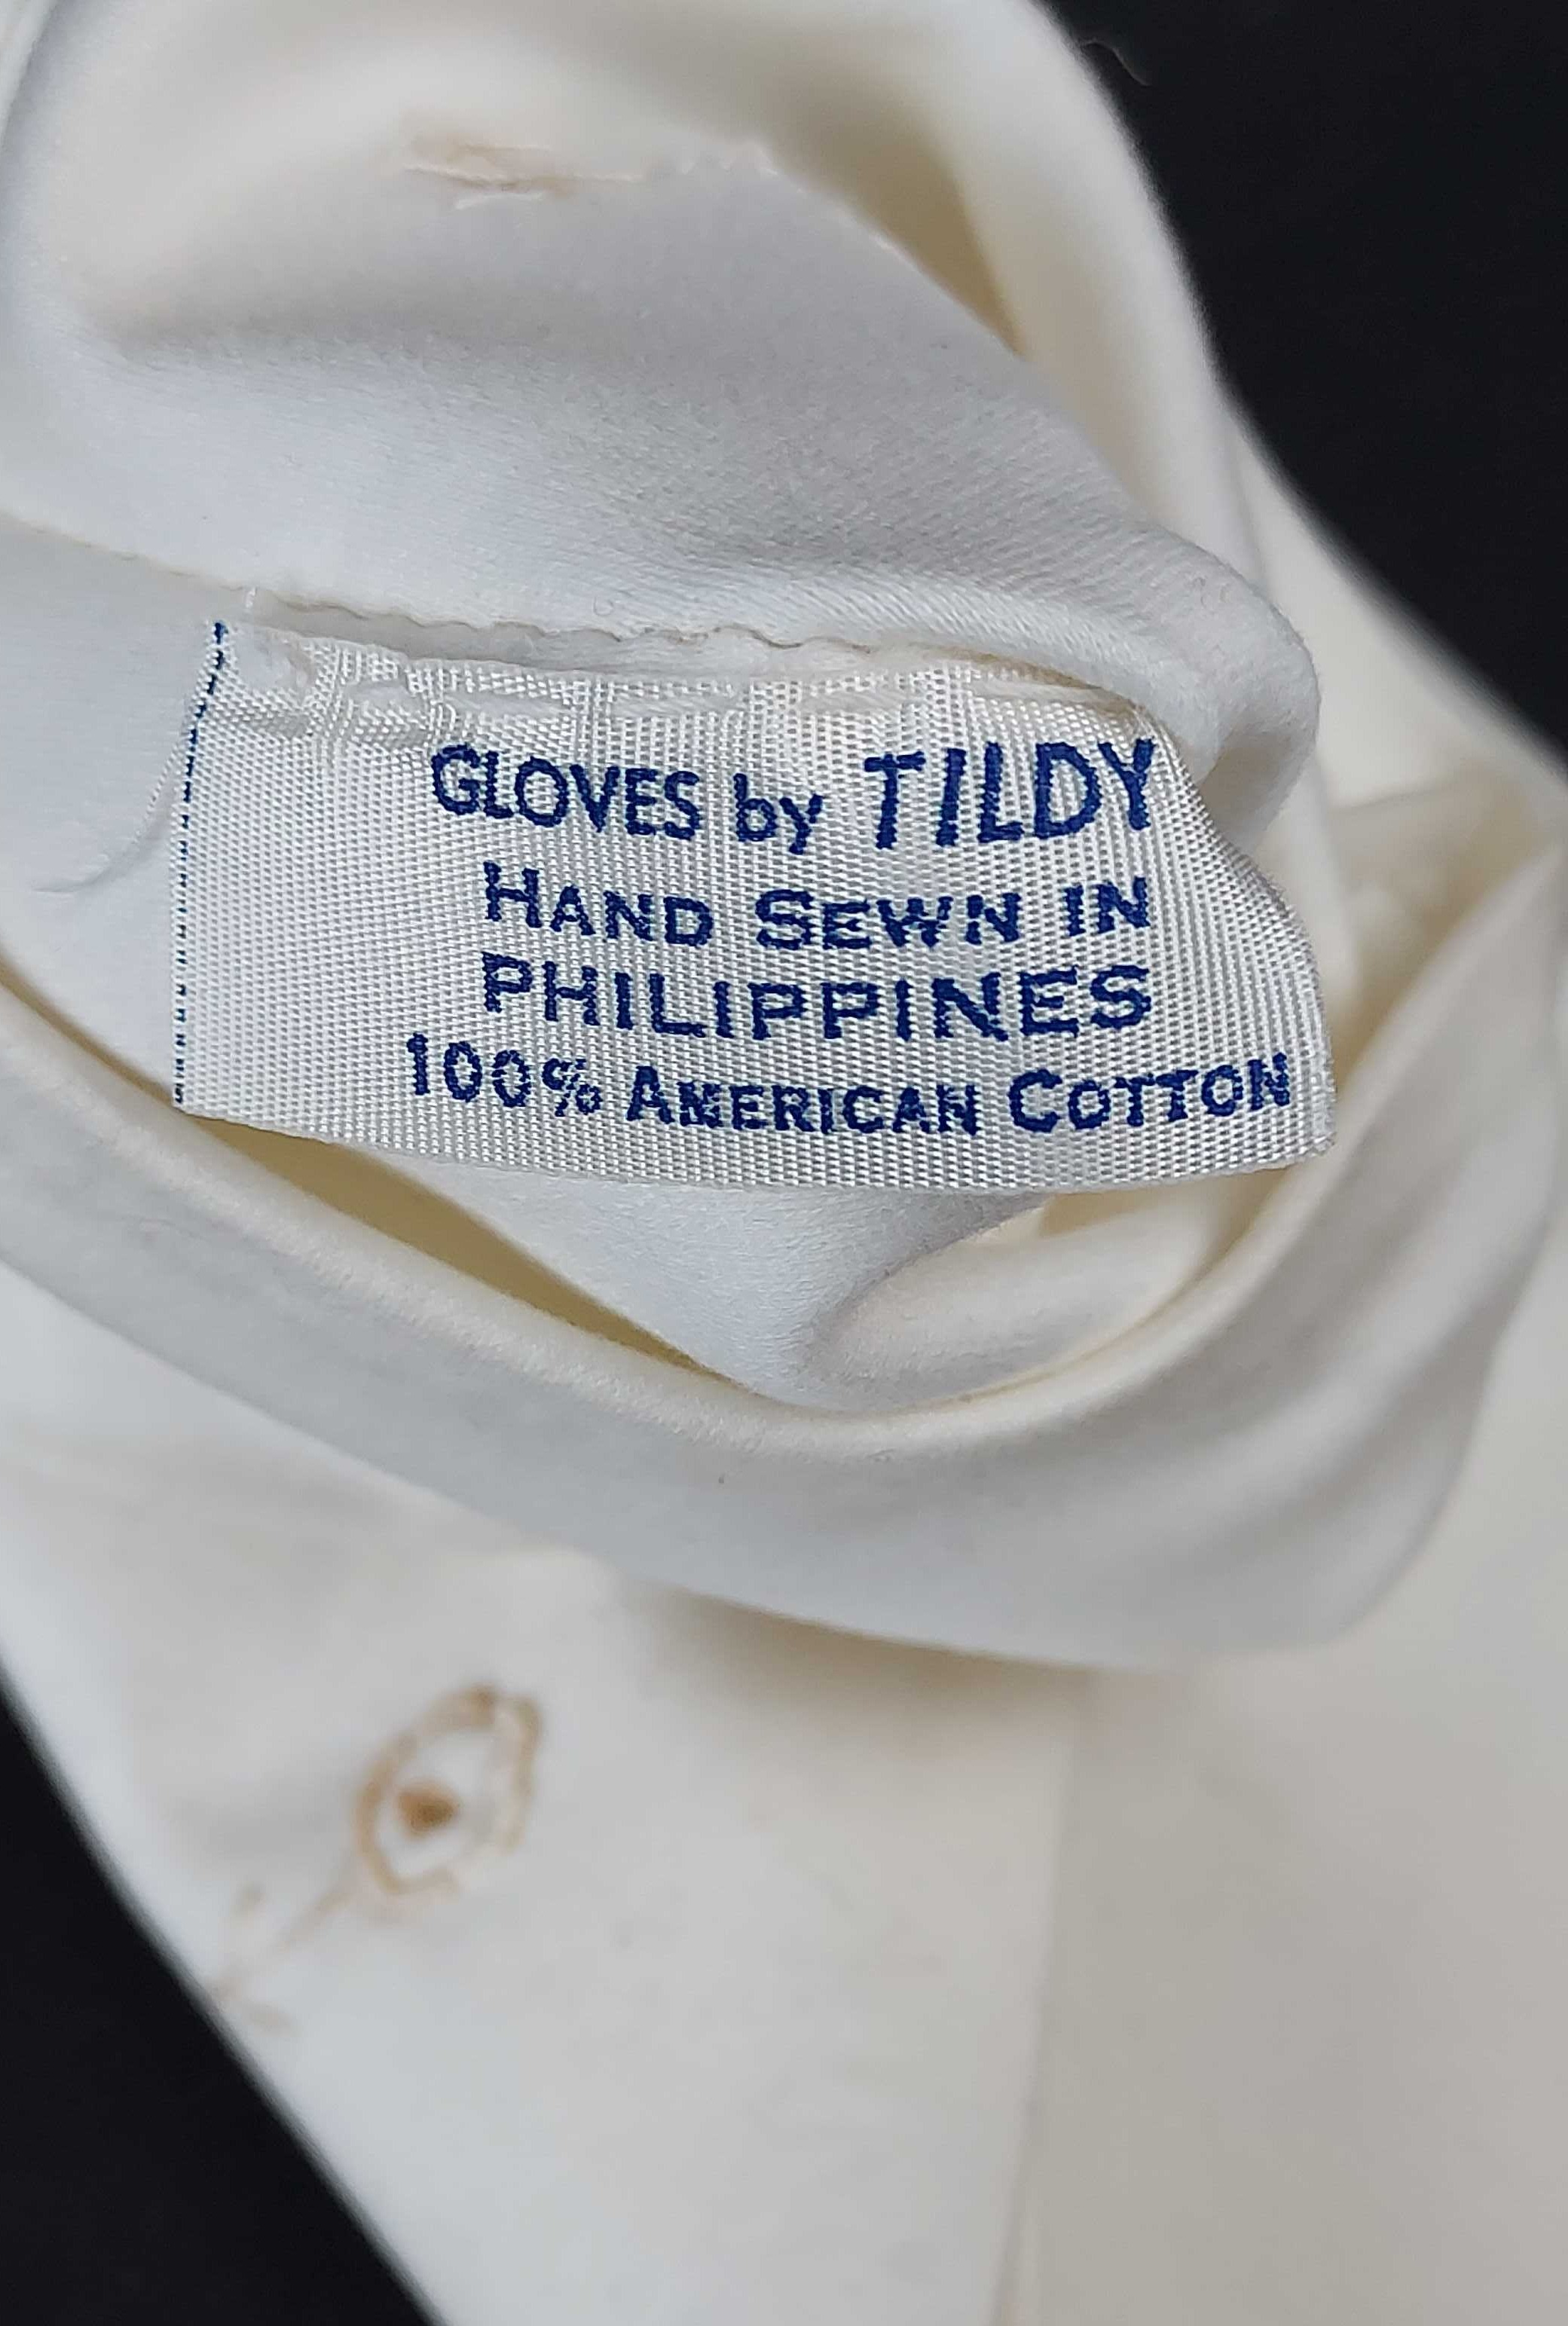 GLOVES by TILDY
HAND SEWN IN
PHILIPPINES
100% AMERICAN COTTON